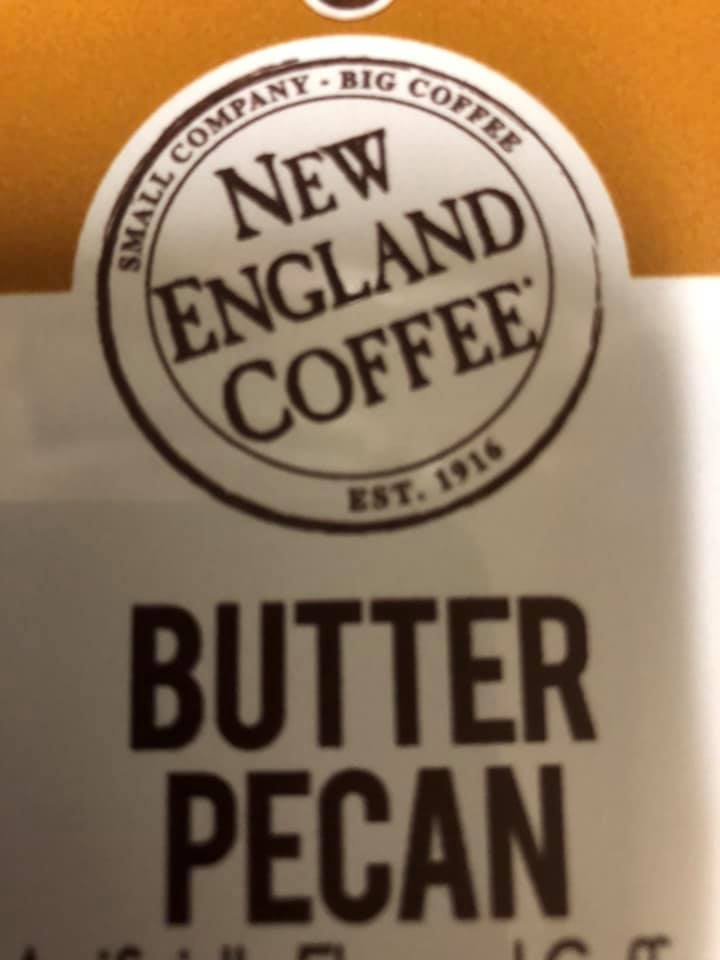 SMALL COMPANY · BIG COFFEE
NEW
ENGLAND
COFFEE
EST. 1916
BUTTER
PECAN